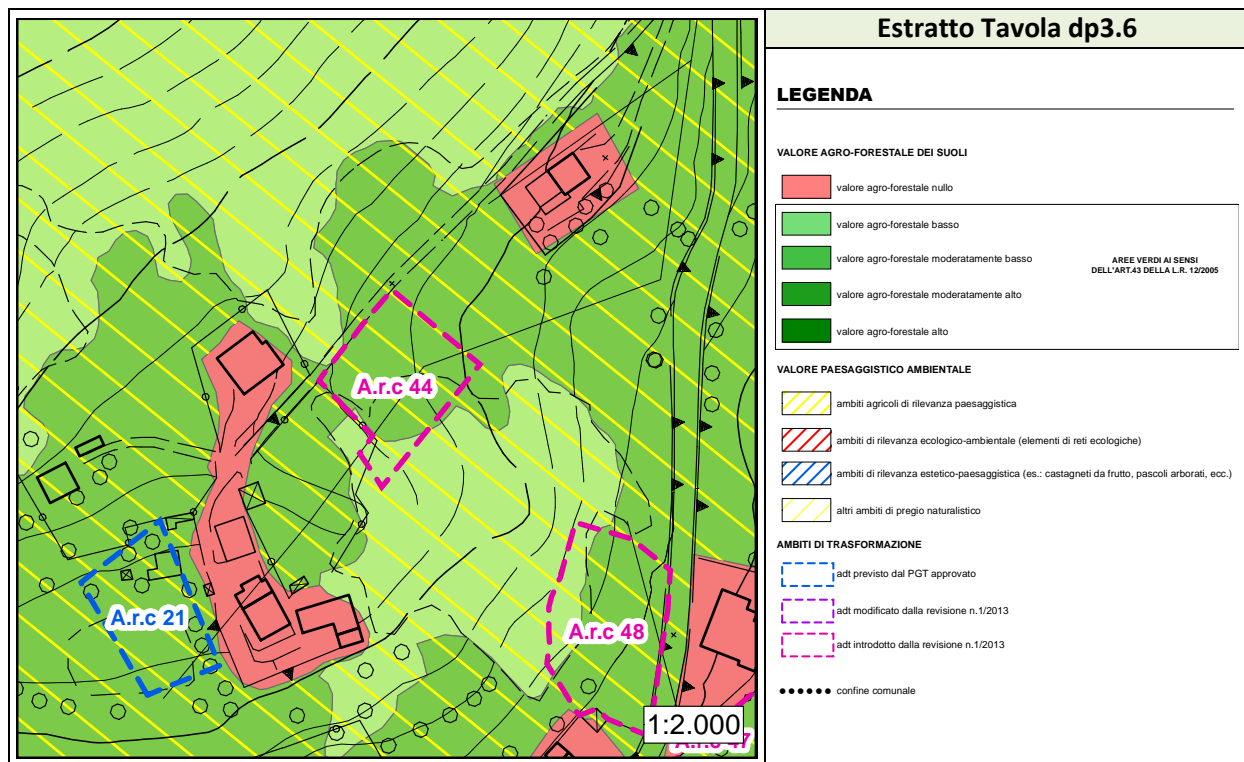 Estratto Tavola dp3.6
LEGENDA
VALORE AGRO-FORESTALE DEI SUOLI
valore agro-forestale nullo
valore agro-forestale basso
valore agro-forestale moderatamente basso
AREE VERDI AI SENSI
DELL'ART.43 DELLA L.R. 12/2005
valore agro-forestale moderatamente alto
valore agro-forestale alto
VALORE PAESAGGISTICO AMBIENTALE
ambiti agricoli di rilevanza paesaggistica
ambiti di rilevanza ecologico-ambientale (elementi di reti ecologiche)
ambiti di rilevanza estetico-paesaggistica (es.: castagneti da frutto, pascoli arborati, ecc.)
altri ambiti di pregio naturalistico
AMBITI DI TRASFORMAZIONE
adt previsto dal PGT approvato
adt modificato dalla revisione n.1/2013
adt introdotto dalla revisione n.1/2013
confine comunale
A.r.c 44
A.r.c 21
A.r.c 48
1:2.000
A.r.c 47